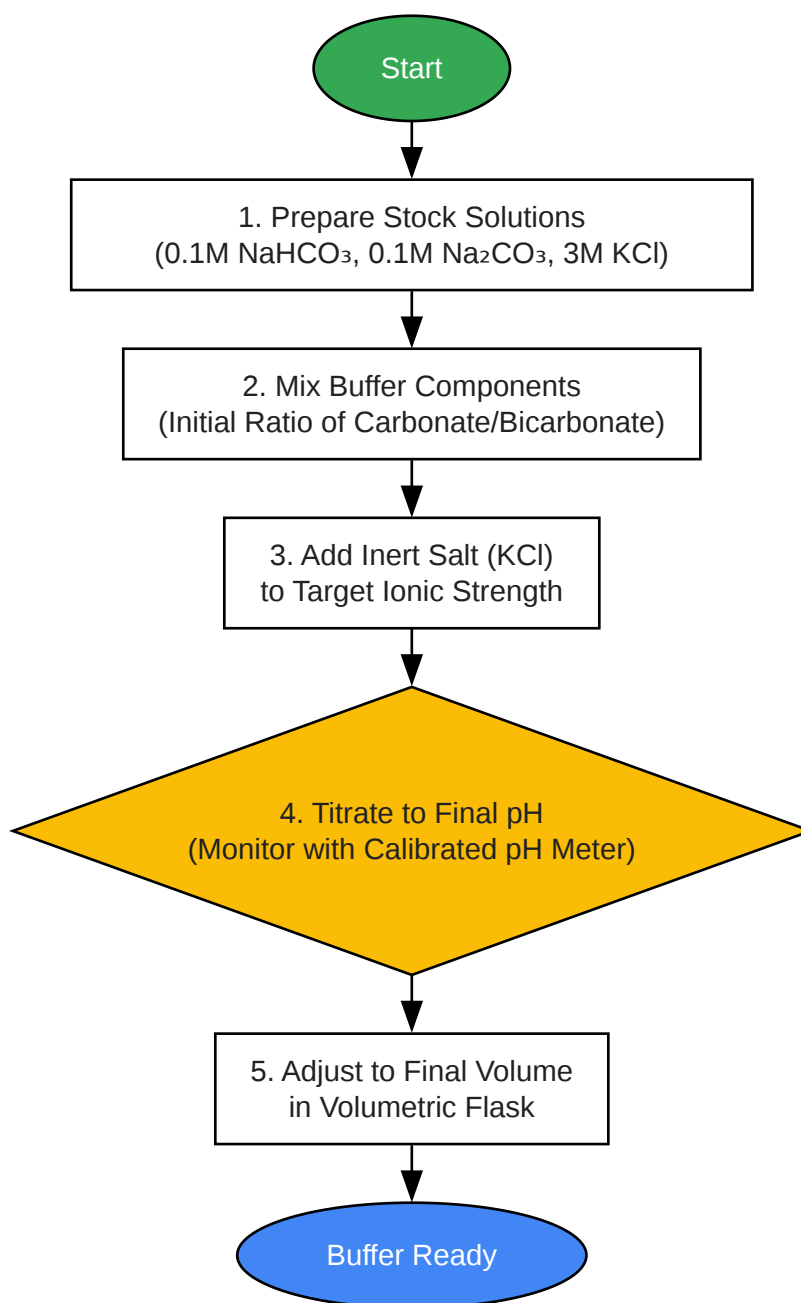 Start
1. Prepare Stock Solutions
(0.1M NaHCO₃, 0.1M Na₂CO₃, 3M KCl)
2. Mix Buffer Components
(Initial Ratio of Carbonate/Bicarbonate)
3. Add Inert Salt (KCl)
to Target Ionic Strength
4. Titrate to Final pH
(Monitor with Calibrated pH Meter)
5. Adjust to Final Volume
in Volumetric Flask
Buffer Ready